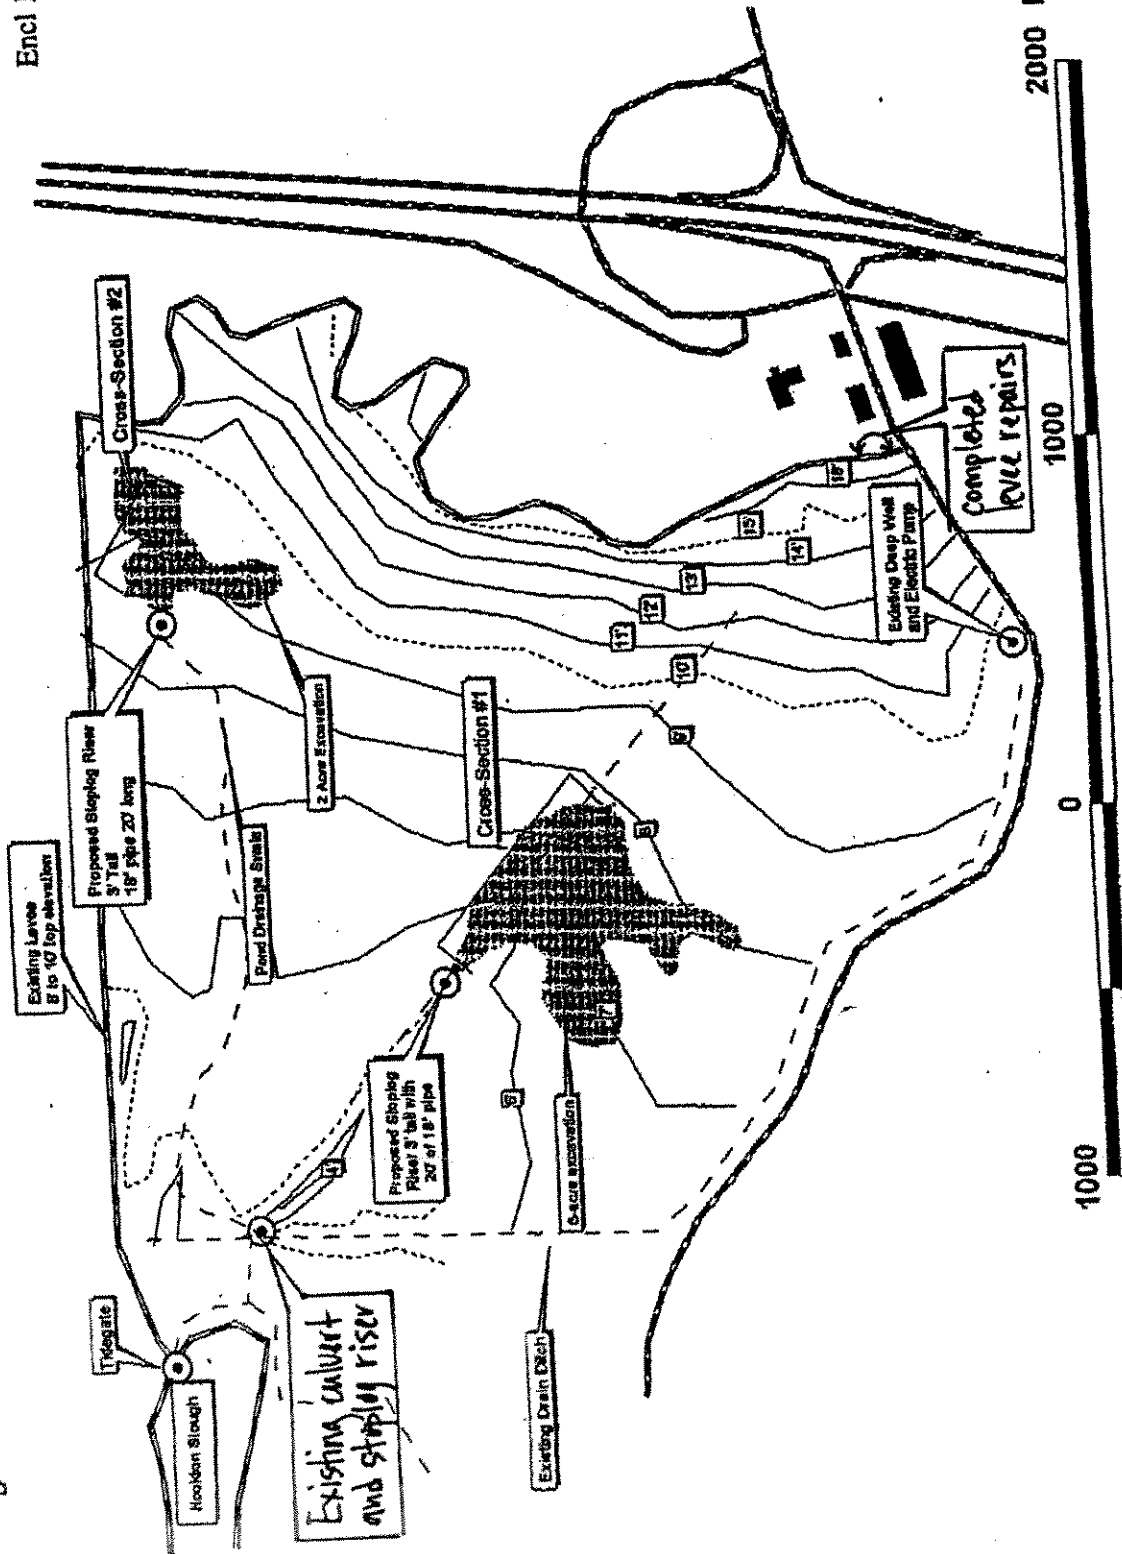 Encl
Cross-Section #2
Proposed Stoplog Riser
3' Tall
18" pipe 20' long
Existing Levee
8 to 10' top elevation
2 Acre Excavation
Pond Drainage Swale
Cross-Section #1
Proposed Stoplog
Riser 3' tall with
20' of 18" pipe
Tidegate
Hookton Slough
Existing culvert
and stoplog riser
Existing Drain Ditch
6-acre excavation
4'
6'
7'
8'
9'
10'
11'
12'
13'
14'
15'
16'
Existing Deep Well
and Electric Pump
Completed
levee repairs
1000
0
1000
2000